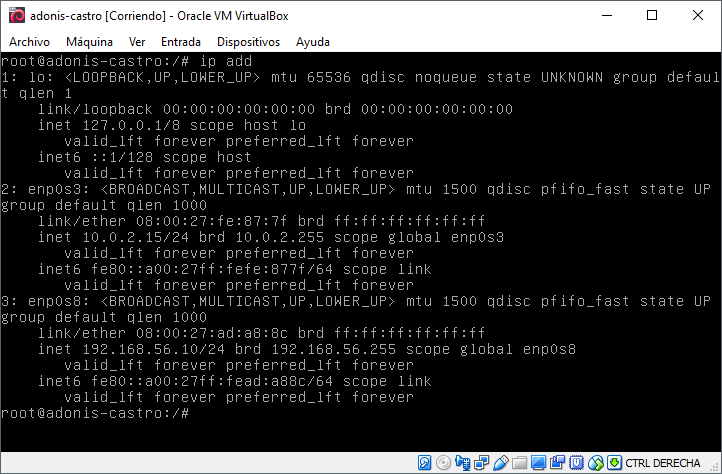 adonis-castro [Corriendo] - Oracle VM VirtualBox
Archivo Máquina Ver Entrada Dispositivos Ayuda
root@adonis-castro:/# ip add
1: lo: <LOOPBACK,UP,LOWER_UP> mtu 65536 qdisc noqueue state UNKNOWN group defaul
t qlen 1
    link/loopback 00:00:00:00:00:00 brd 00:00:00:00:00:00
    inet 127.0.0.1/8 scope host lo
       valid_lft forever preferred_lft forever
    inet6 ::1/128 scope host
       valid_lft forever preferred_lft forever
2: enp0s3: <BROADCAST,MULTICAST,UP,LOWER_UP> mtu 1500 qdisc pfifo_fast state UP
group default qlen 1000
    link/ether 08:00:27:fe:87:7f brd ff:ff:ff:ff:ff:ff
    inet 10.0.2.15/24 brd 10.0.2.255 scope global enp0s3
       valid_lft forever preferred_lft forever
    inet6 fe80::a00:27ff:fefe:877f/64 scope link
       valid_lft forever preferred_lft forever
3: enp0s8: <BROADCAST,MULTICAST,UP,LOWER_UP> mtu 1500 qdisc pfifo_fast state UP
group default qlen 1000
    link/ether 08:00:27:ad:a8:8c brd ff:ff:ff:ff:ff:ff
    inet 192.168.56.10/24 brd 192.168.56.255 scope global enp0s8
       valid_lft forever preferred_lft forever
    inet6 fe80::a00:27ff:fead:a88c/64 scope link
       valid_lft forever preferred_lft forever
root@adonis-castro:/#
CTRL DERECHA